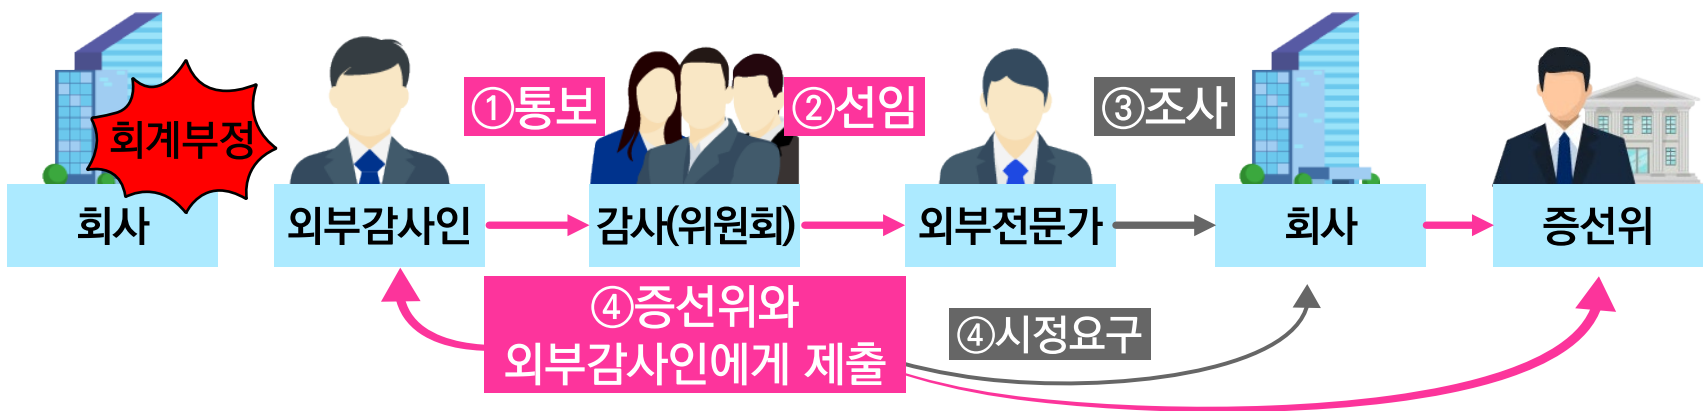 회계부정
회사
외부감사인
①통보
감사(위원회)
②선임
외부전문가
③조사
회사
증선위
④증선위와
외부감사인에게 제출
④시정요구